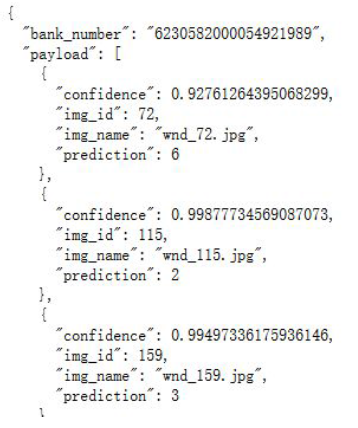 {
"bank_number": "6230582000054921989",
"payload": [
{
"confidence": 0.92761264395068299,
"img_id": 72,
"img_name": "wnd_72.jpg",
"prediction": 6
},
{
"confidence": 0.99877734569087073,
"img_id": 115,
"img_name": "wnd_115.jpg",
"prediction": 2
},
{
"confidence": 0.99497336175936146,
"img_id": 159,
"img_name": "wnd_159.jpg",
"prediction": 3
}